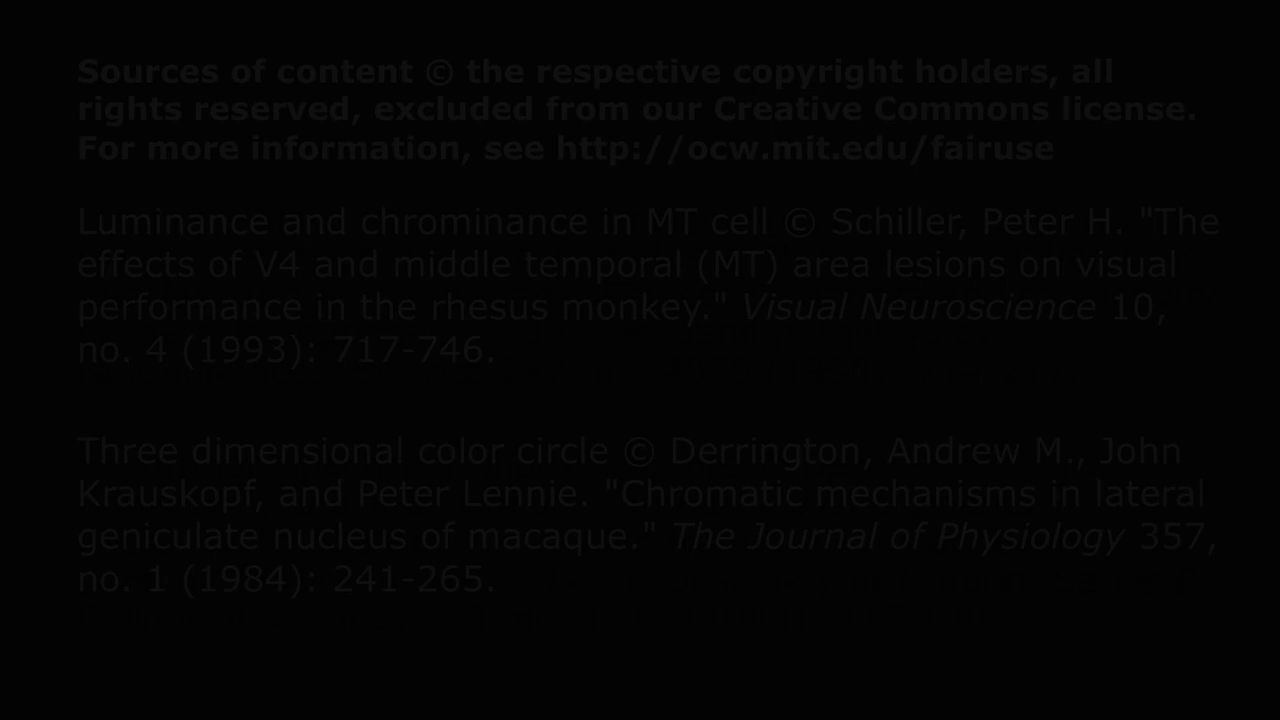 Sources of content © the respective copyright holders, all
rights reserved, excluded from our Creative Commons license.
For more information, see http://ocw.mit.edu/fairuse
Luminance and chrominance in MT cell © Schiller, Peter H. "The
effects of V4 and middle temporal (MT) area lesions on visual
performance in the rhesus monkey." Visual Neuroscience 10,
no. 4 (1993): 717-746.
Three dimensional color circle © Derrington, Andrew M., John
Krauskopf, and Peter Lennie. "Chromatic mechanisms in lateral
geniculate nucleus of macaque." The Journal of Physiology 357,
no. 1 (1984): 241-265.